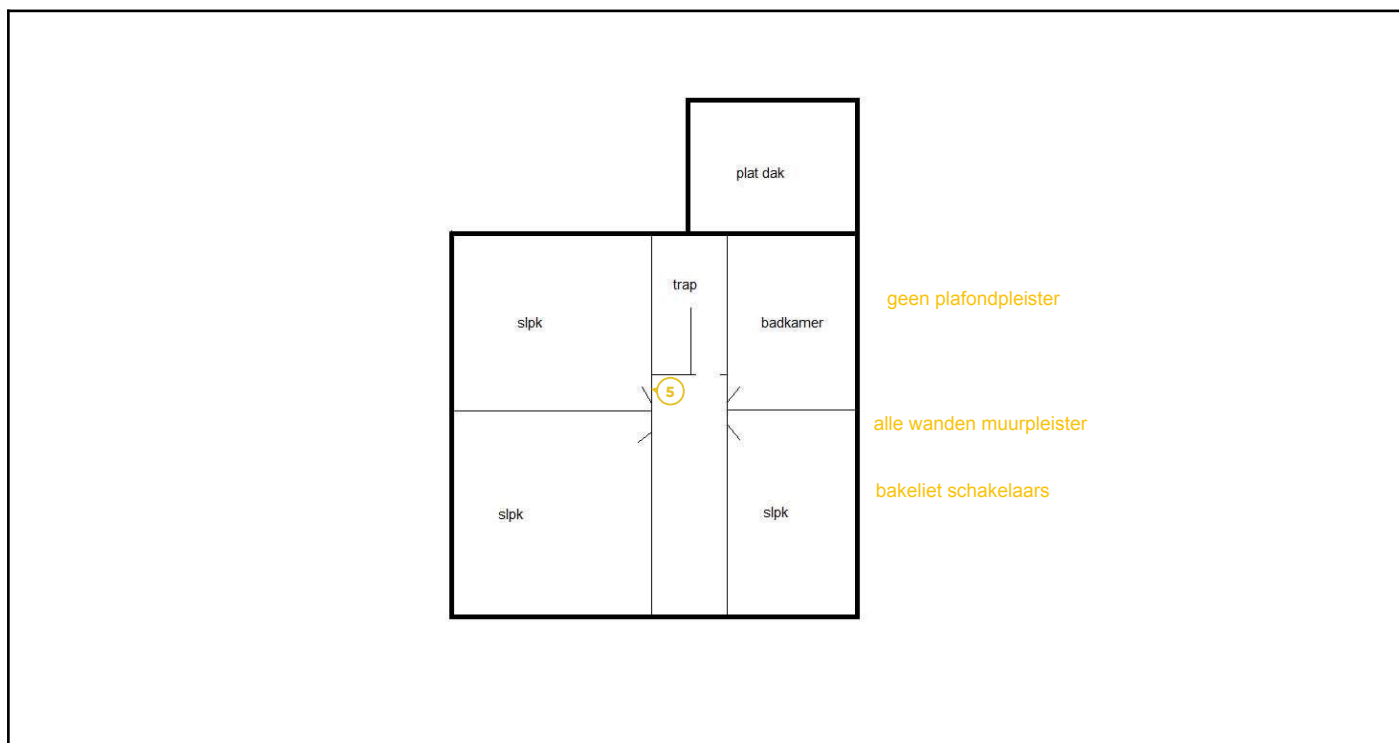 plat dak
trap
geen plafondpleister
slpk
badkamer
5
alle wanden muurpleister
bakeliet schakelaars
slpk
slpk